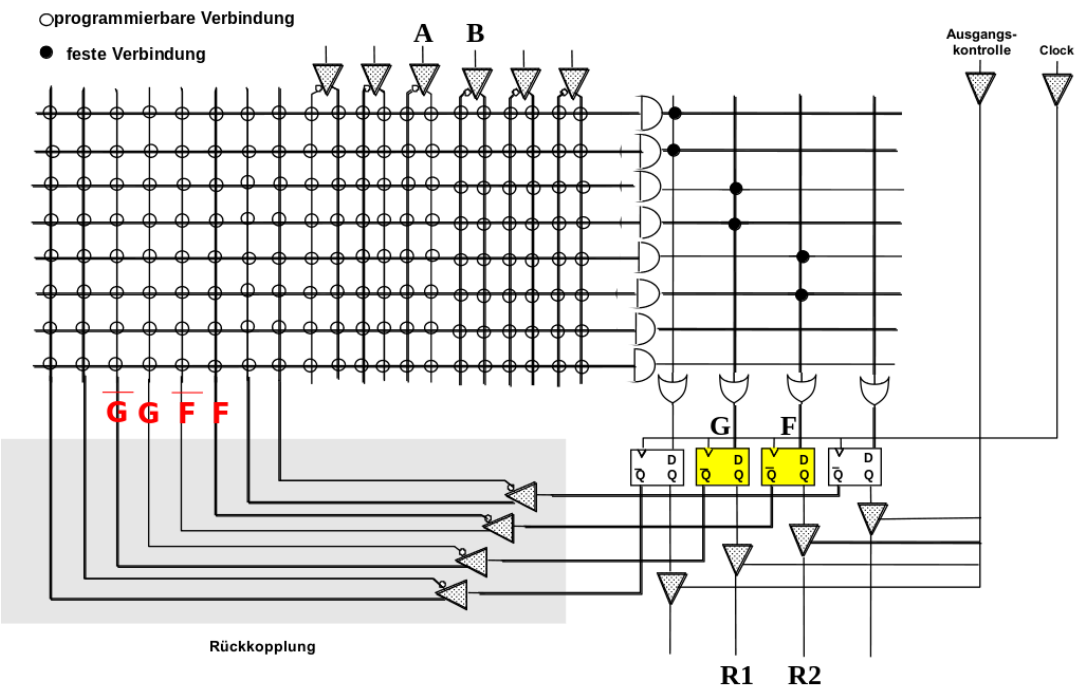 programmierbare Verbindung
feste Verbindung
A B
Ausgangs-
kontrolle
Clock
G G F F
G F
D D D D
Q̅ Q Q̅ Q Q̅ Q Q̅ Q
Rückkopplung
R1 R2